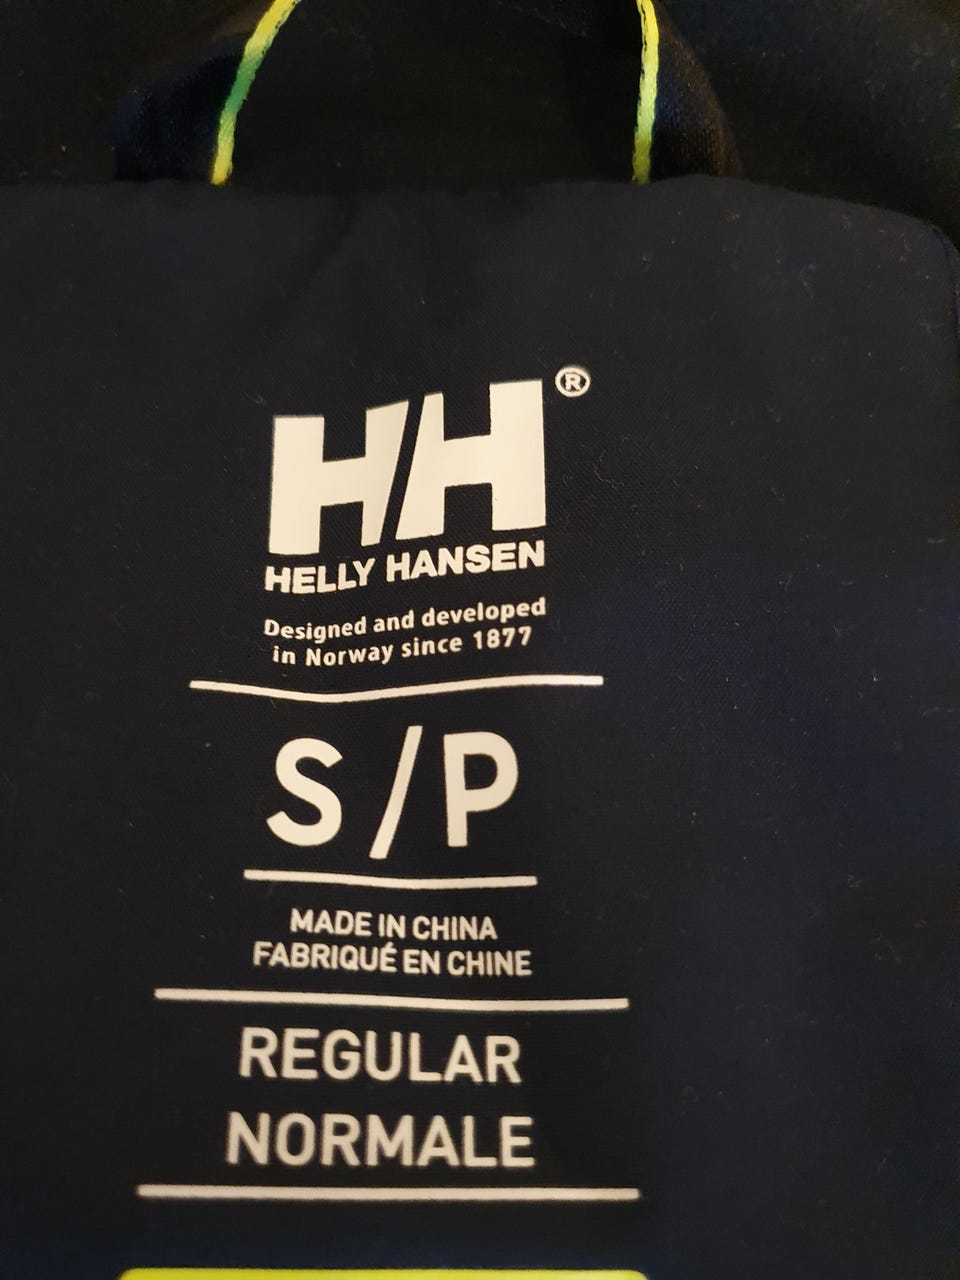 HH®
HELLY HANSEN
Designed and developed
in Norway since 1877
S/P
MADE IN CHINA
FABRIQUÉ EN CHINE
REGULAR
NORMALE